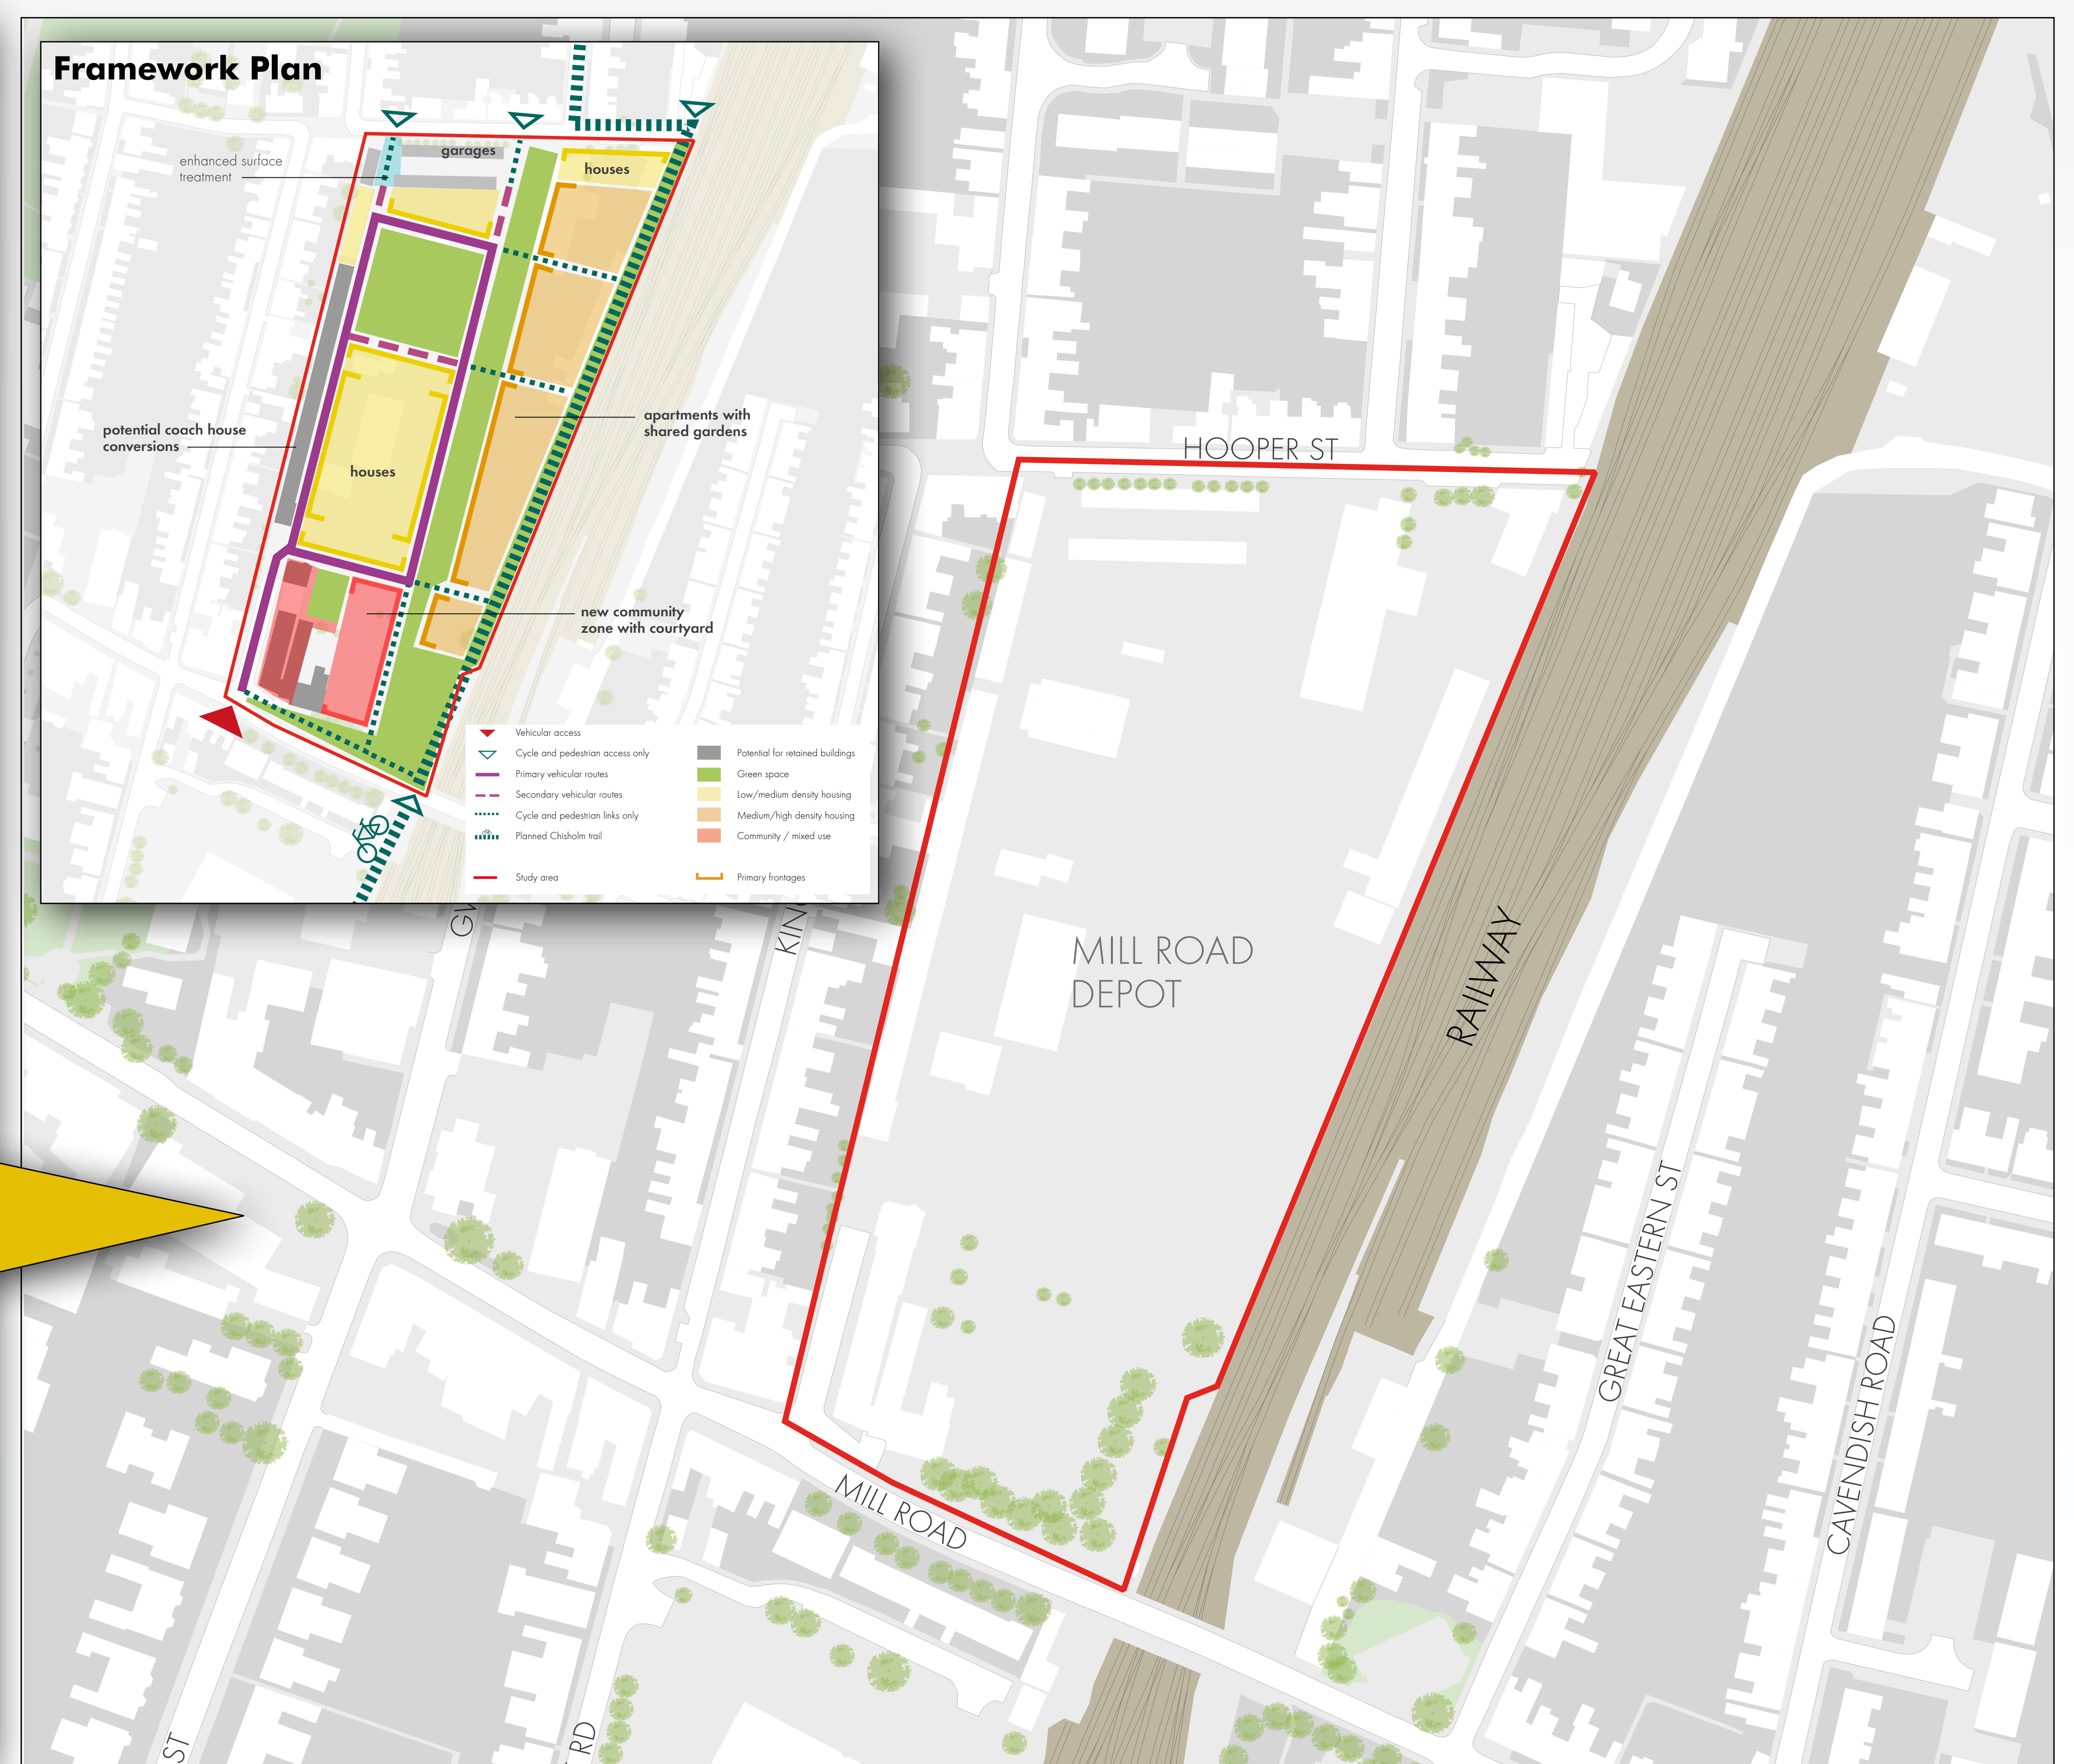 Framework Plan
enhanced surface
treatment
garages
houses
potential coach house
conversions
houses
apartments with
shared gardens
new community
zone with courtyard
Vehicular access
Cycle and pedestrian access only
Primary vehicular routes
Secondary vehicular routes
Cycle and pedestrian links only
Planned Chisholm trail
Study area
Potential for retained buildings
Green space
Low/medium density housing
Medium/high density housing
Community / mixed use
Primary frontages
HOOPER ST
MILL ROAD
DEPOT
RAILWAY
GREAT EASTERN ST
CAVENDISH ROAD
MILL ROAD
ST
RD